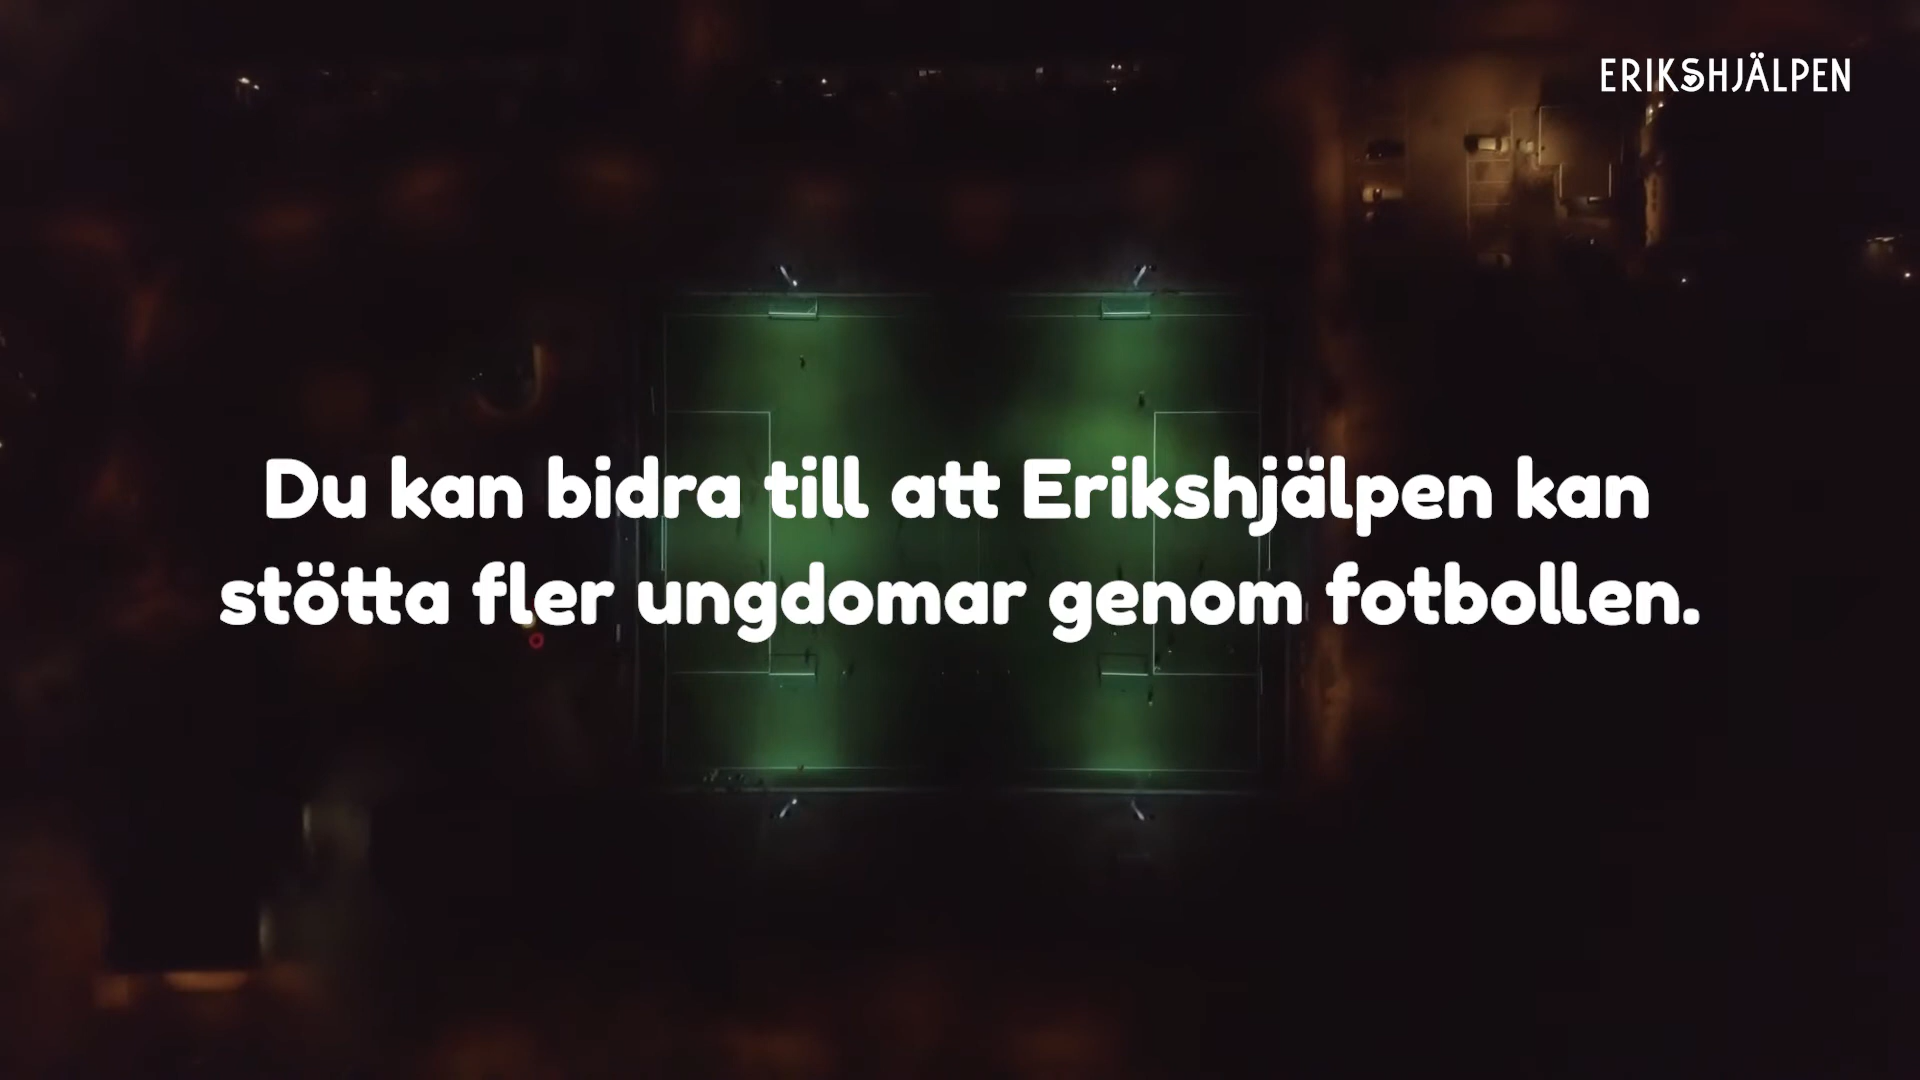 ERIKSHJÄLPEN
Du kan bidra till att Erikshjälpen kan
stötta fler ungdomar genom fotbollen.